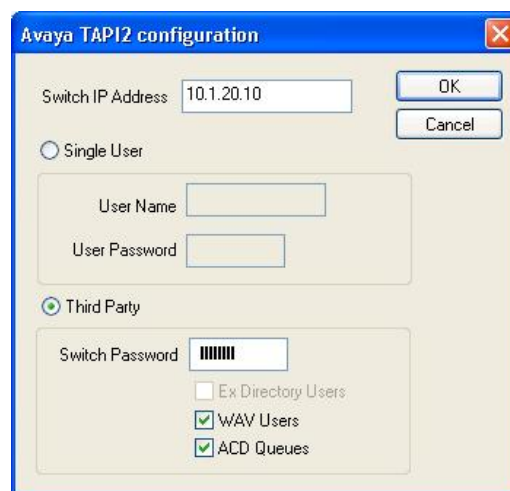 Avaya TAPI2 configuration
Switch IP Address 10.1.20.10
OK
Cancel
Single User
User Name
User Password
Third Party
Switch Password
Ex Directory Users
WAV Users
ACD Queues